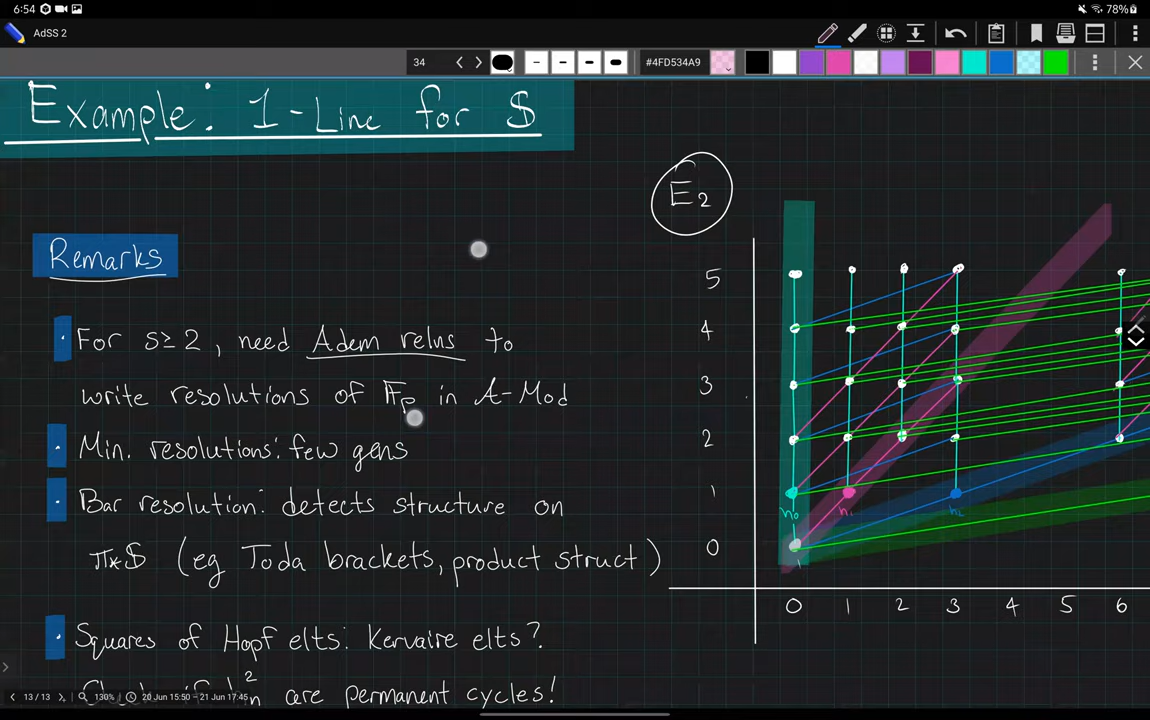 6:54
78%
AdSS 2
34
#4FD534A9
Example: 1-Line for $
E2
Remarks
· For s≥2, need Adem relns to
write resolutions of 𝔽p in A-Mod
· Min. resolutions: few gens
· Bar resolution: detects structure on
π*$ (eg Toda brackets, product struct)
· Squares of Hopf elts: Kervaire elts?
are permanent cycles!
5
4
3
2
1
0
h0
h1
h2
1
0 1 2 3 4 5 6
13 / 13
130%
20 Jun 15:50 - 21 Jun 17:45